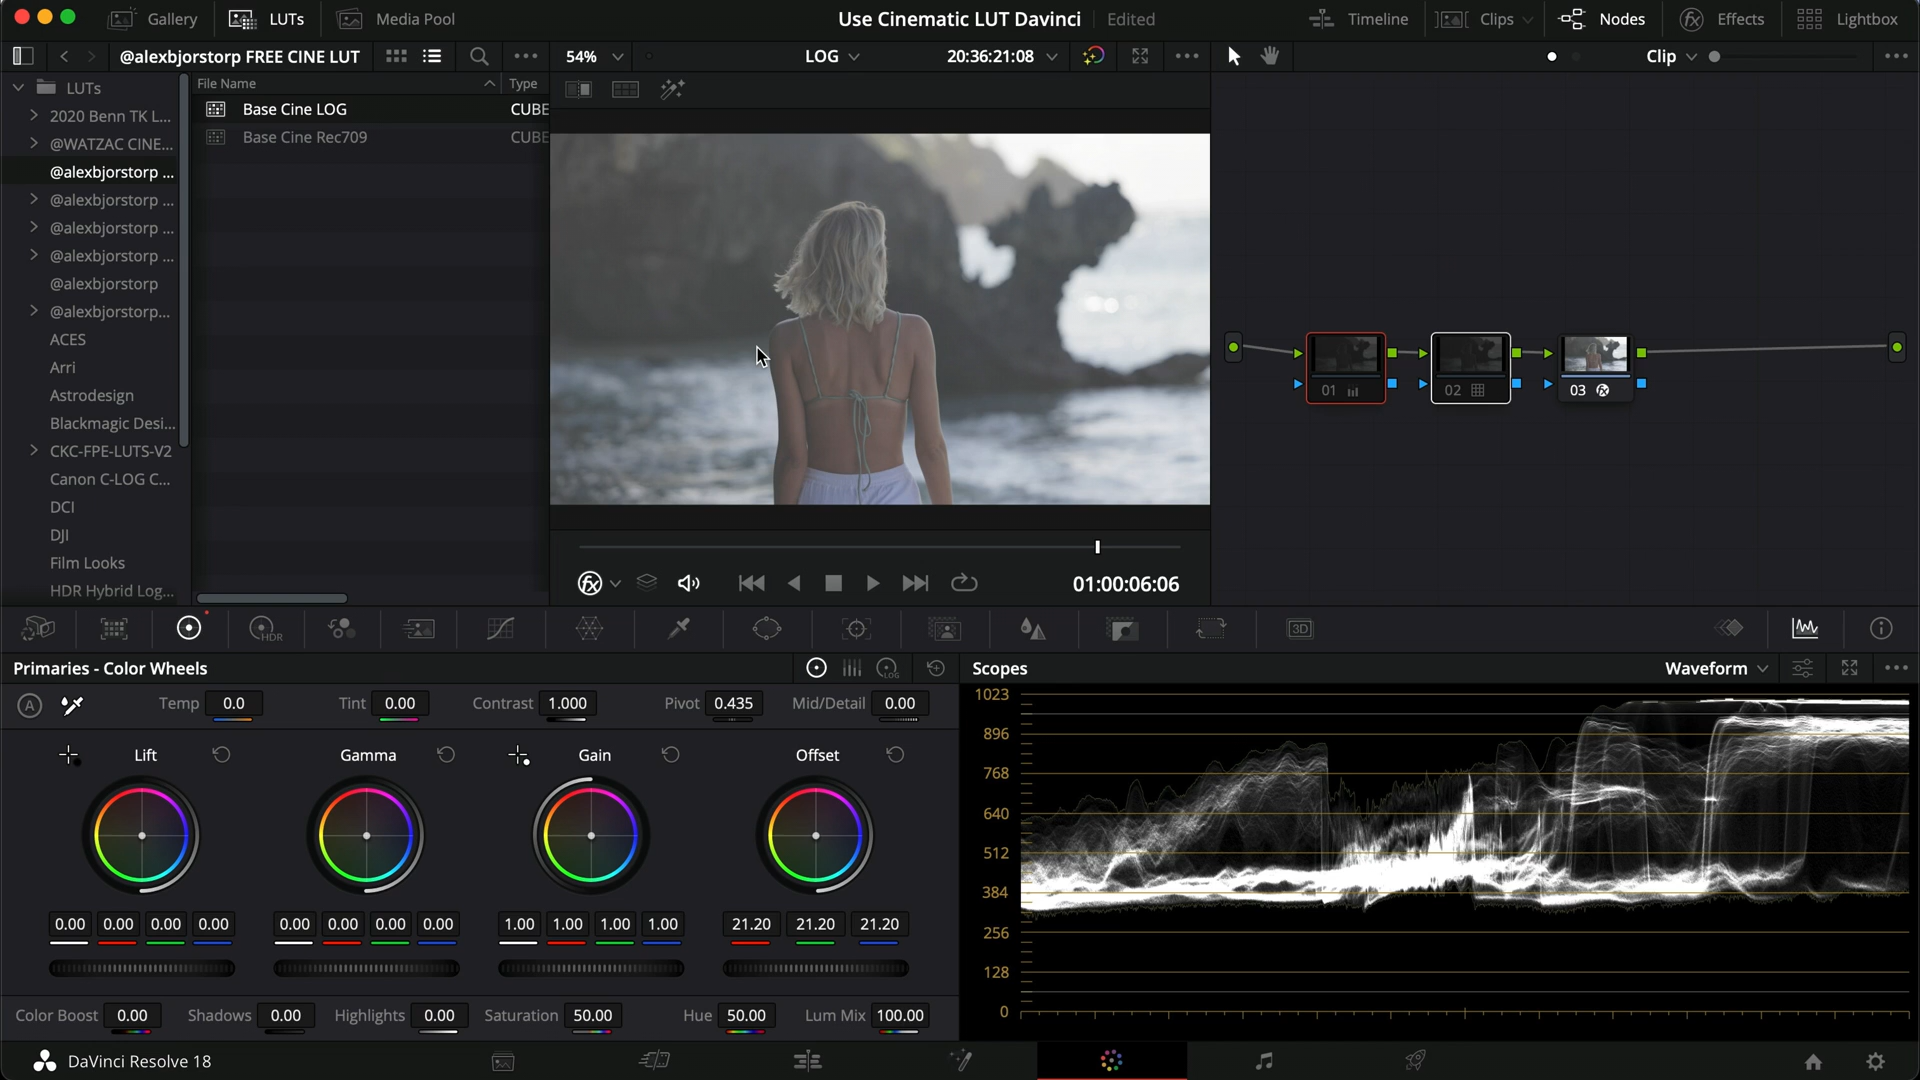 Gallery LUTs Media Pool Use Cinematic LUT Davinci Edited Timeline Clips Nodes Effects Lightbox
@alexbjorstorp FREE CINE LUT 54% LOG 20:36:21:08 Clip
LUTs
2020 Benn TK L...
@WATZAC CINE...
@alexbjorstorp ...
@alexbjorstorp ...
@alexbjorstorp ...
@alexbjorstorp ...
@alexbjorstorp
@alexbjorstorp...
ACES
Arri
Astrodesign
Blackmagic Desi...
CKC-FPE-LUTS-V2
Canon C-LOG C...
DCI
DJI
Film Looks
HDR Hybrid Log...
File Name Type
Base Cine LOG CUBE
Base Cine Rec709 CUBE
01:00:06:06
01
02
03
HDR
3D
Primaries - Color Wheels
LOG
A
Temp 0.0 Tint 0.00 Contrast 1.000 Pivot 0.435 Mid/Detail 0.00
Lift Gamma Gain Offset
0.00 0.00 0.00 0.00 0.00 0.00 0.00 0.00 1.00 1.00 1.00 1.00 21.20 21.20 21.20
Color Boost 0.00 Shadows 0.00 Highlights 0.00 Saturation 50.00 Hue 50.00 Lum Mix 100.00
Scopes Waveform
1023
896
768
640
512
384
256
128
0
DaVinci Resolve 18